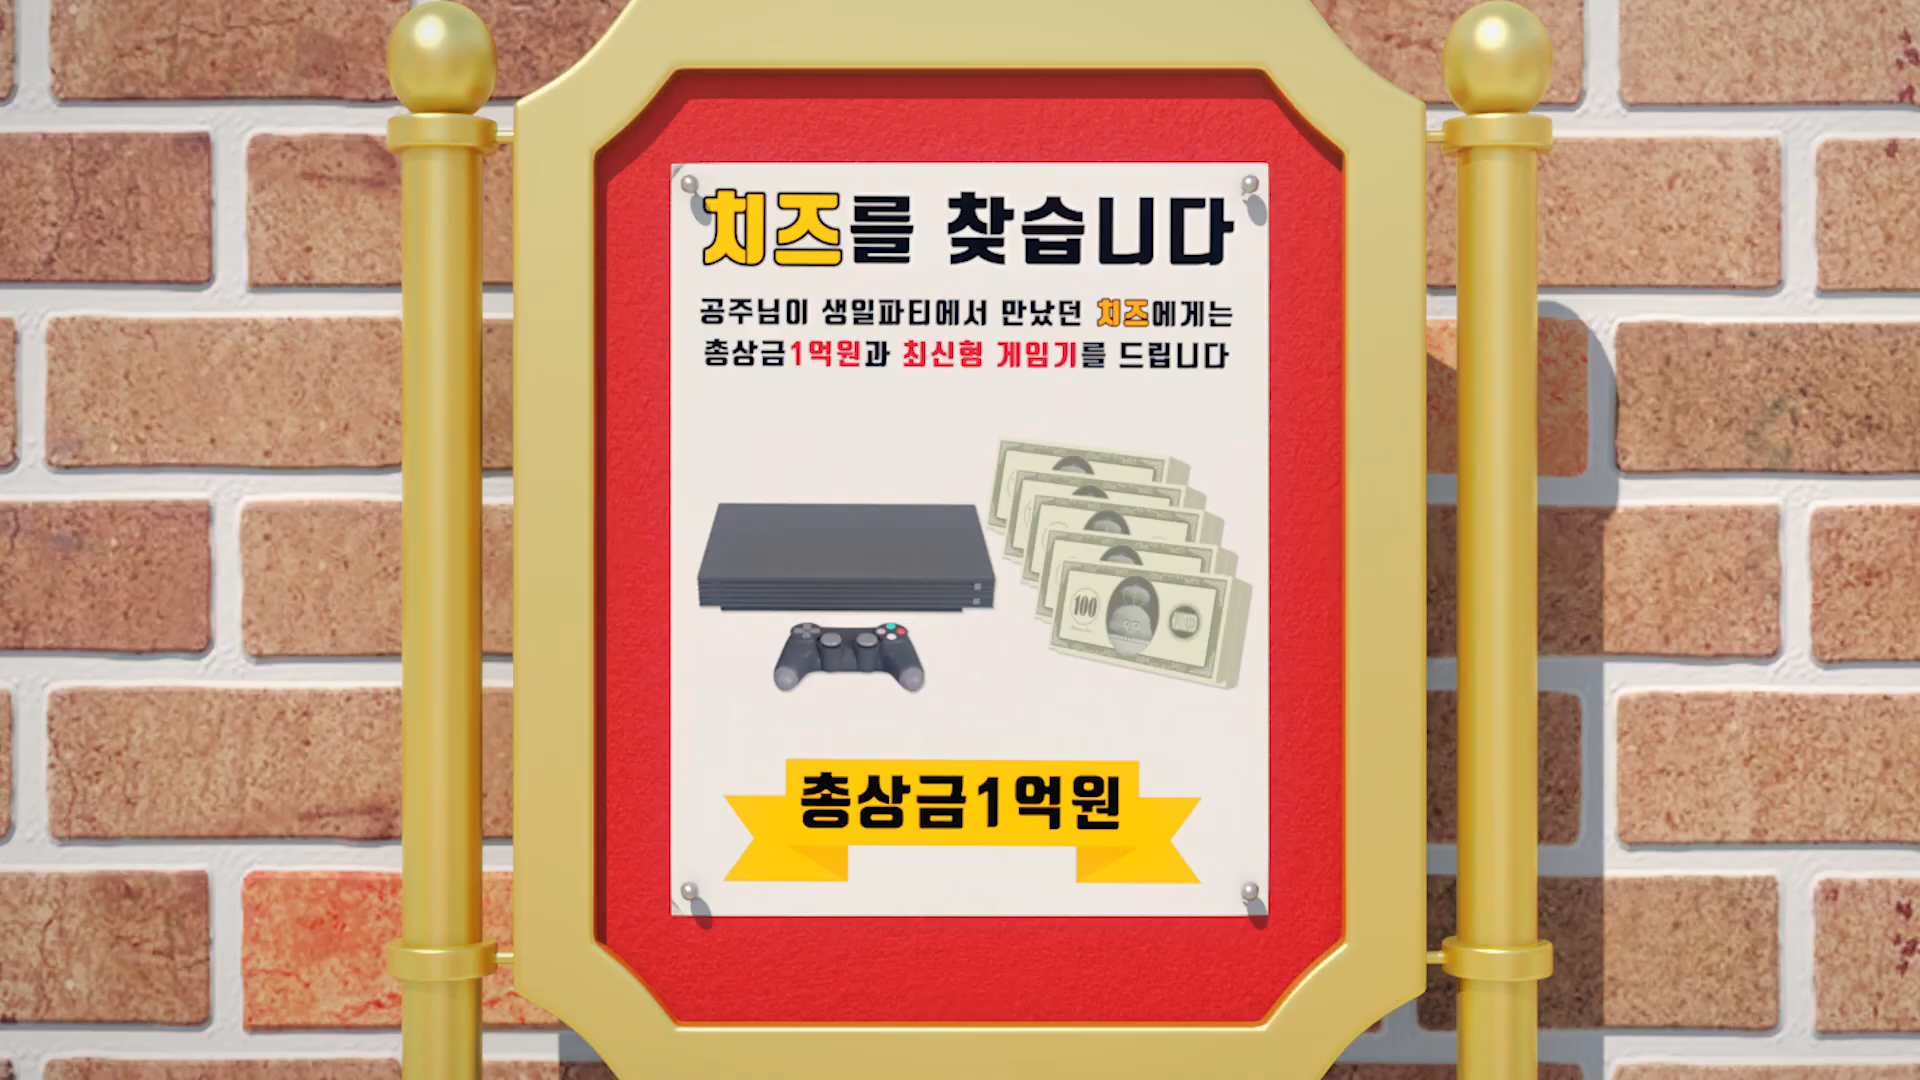 치즈를 찾습니다
공주님이 생일파티에서 만났던 치즈에게는
총상금1억원과 최신형 게임기를 드립니다
100
총상금1억원